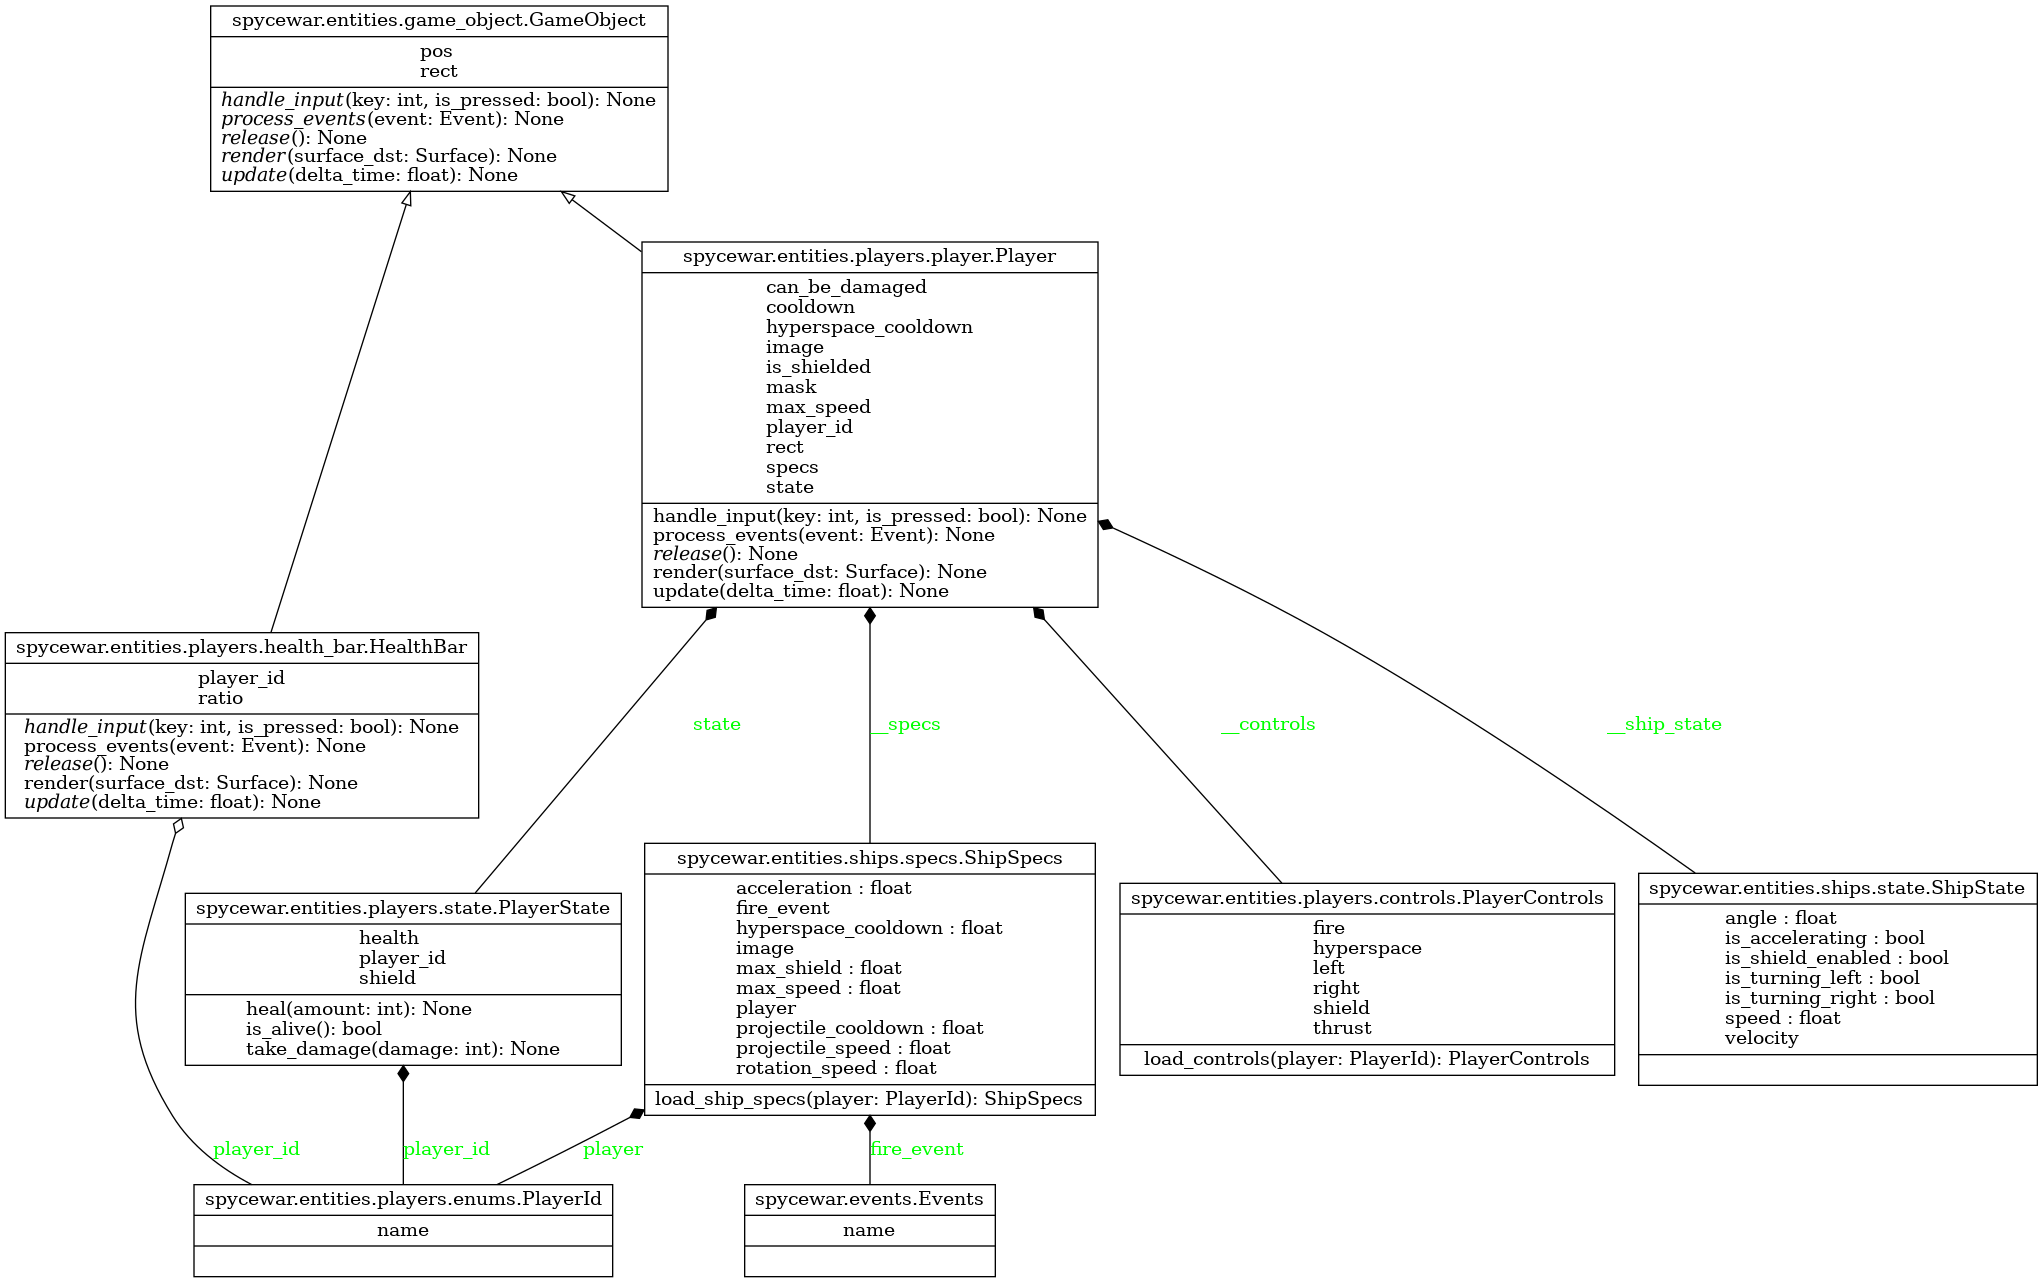 spycewar.entities.game_object.GameObject
pos
rect
handle_input(key: int, is_pressed: bool): None
process_events(event: Event): None
release(): None
render(surface_dst: Surface): None
update(delta_time: float): None
spycewar.entities.players.player.Player
can_be_damaged
cooldown
hyperspace_cooldown
image
is_shielded
mask
max_speed
player_id
rect
specs
state
handle_input(key: int, is_pressed: bool): None
process_events(event: Event): None
release(): None
render(surface_dst: Surface): None
update(delta_time: float): None
spycewar.entities.players.health_bar.HealthBar
player_id
ratio
handle_input(key: int, is_pressed: bool): None
process_events(event: Event): None
release(): None
render(surface_dst: Surface): None
update(delta_time: float): None
state
__specs
__controls
__ship_state
spycewar.entities.players.state.PlayerState
health
player_id
shield
heal(amount: int): None
is_alive(): bool
take_damage(damage: int): None
spycewar.entities.ships.specs.ShipSpecs
acceleration : float
fire_event
hyperspace_cooldown : float
image
max_shield : float
max_speed : float
player
projectile_cooldown : float
projectile_speed : float
rotation_speed : float
load_ship_specs(player: PlayerId): ShipSpecs
spycewar.entities.players.controls.PlayerControls
fire
hyperspace
left
right
shield
thrust
load_controls(player: PlayerId): PlayerControls
spycewar.entities.ships.state.ShipState
angle : float
is_accelerating : bool
is_shield_enabled : bool
is_turning_left : bool
is_turning_right : bool
speed : float
velocity
player_id
player_id
player
fire_event
spycewar.entities.players.enums.PlayerId
name
spycewar.events.Events
name